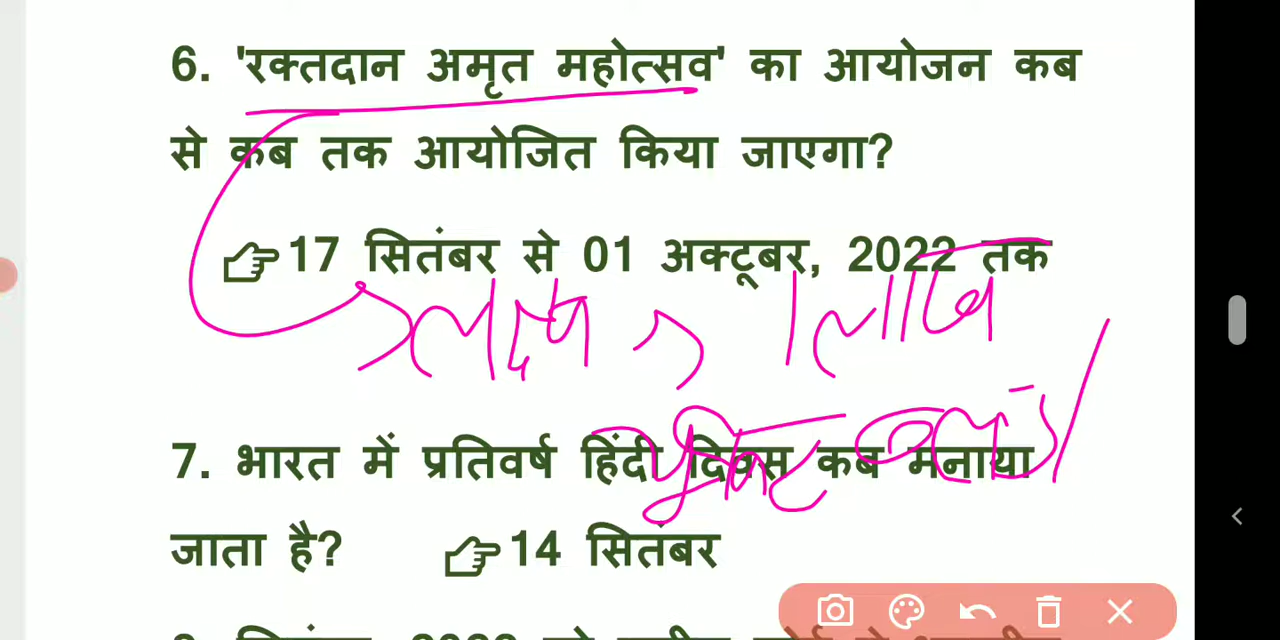 6. 'रक्तदान अमृत महोत्सव' का आयोजन कब
से कब तक आयोजित किया जाएगा?
17 सितंबर से 01 अक्टूबर, 2022 तक
7. भारत में प्रतिवर्ष हिंदी दिवस कब मनाया
जाता है? 14 सितंबर